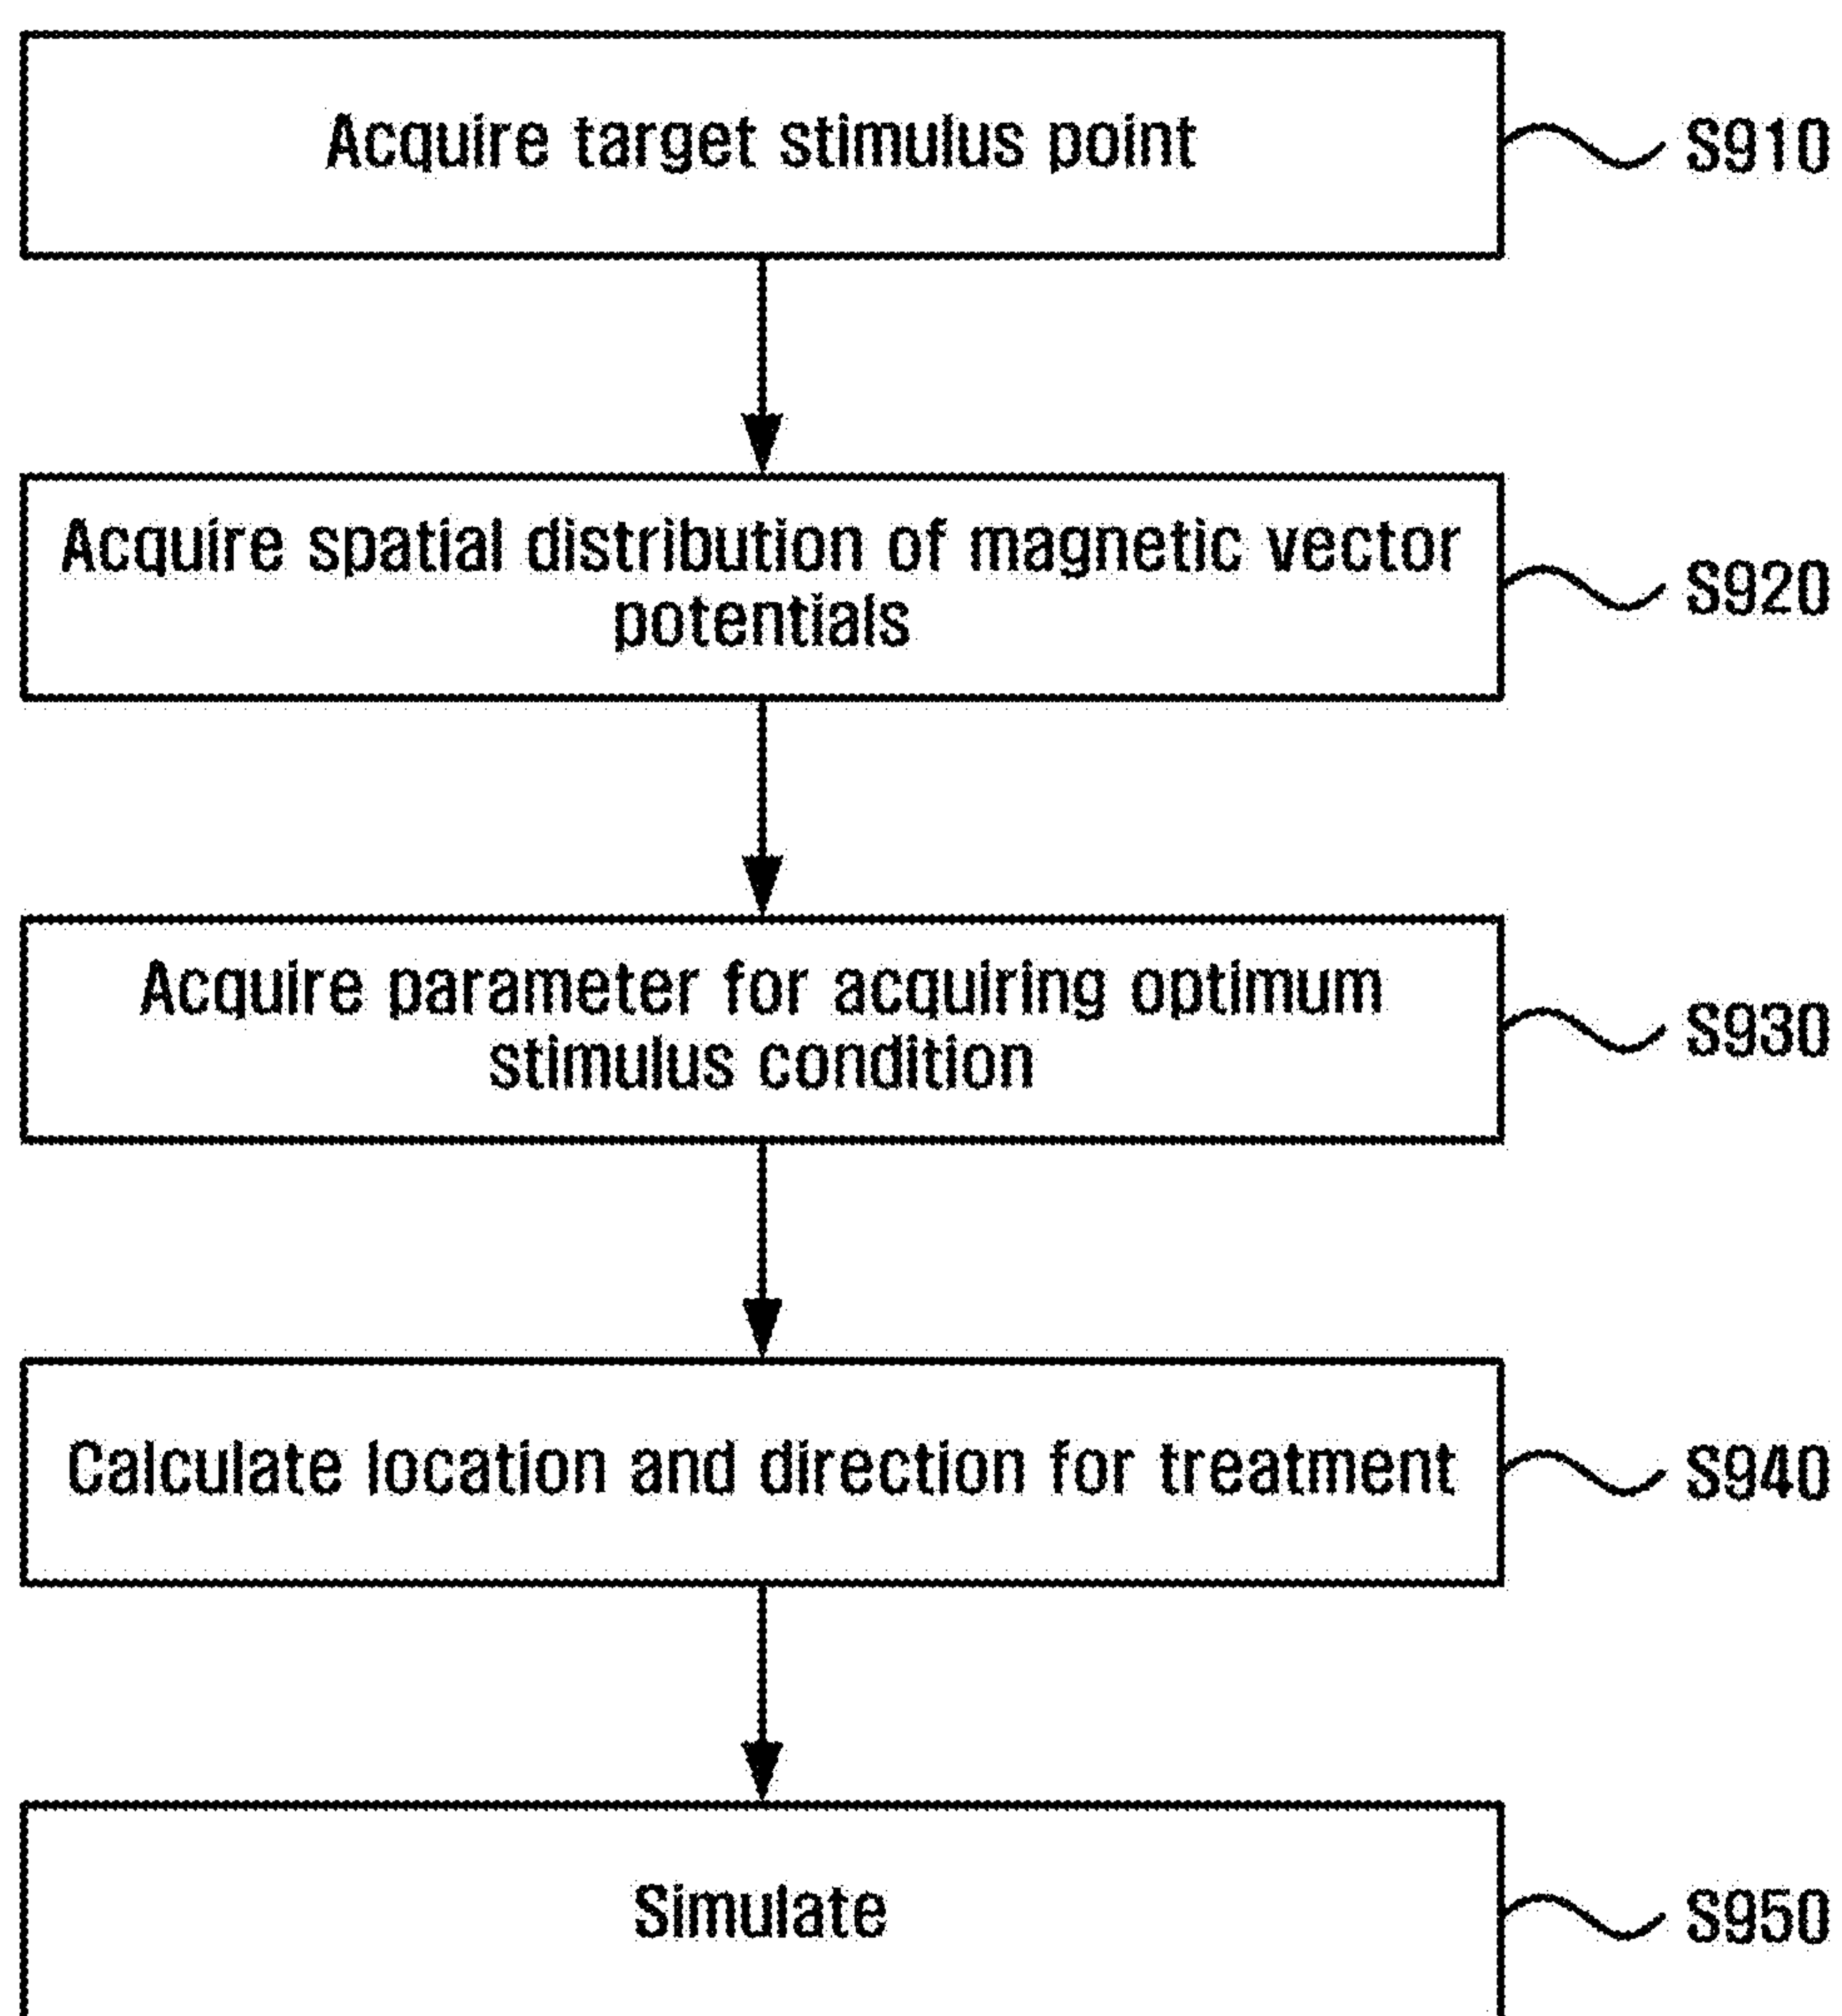 Acquire target stimulus point
S910
Acquire spatial distribution of magnetic vector
potentials
S920
Acquire parameter for acquiring optimum
stimulus condition
S930
Calculate location and direction for treatment
S940
Simulate
S950